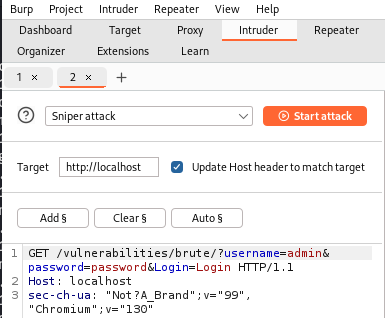 Burp Project Intruder Repeater View Help
Dashboard Target Proxy Intruder Repeater
Organizer Extensions Learn
1 × 2 × +
Sniper attack Start attack
Target http://localhost Update Host header to match target
Add § Clear § Auto §
1 GET /vulnerabilities/brute/?username=admin&
password=password&Login=Login HTTP/1.1
2 Host: localhost
3 sec-ch-ua: "Not?A_Brand";v="99",
"Chromium";v="130"